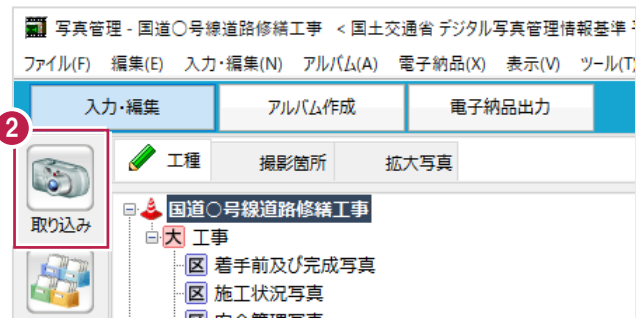 写真管理 - 国道○号線道路修繕工事 < 国土交通省 デジタル写真管理情報基準
ファイル(F) 編集(E) 入力・編集(N) アルバム(A) 電子納品(X) 表示(V) ツール(T)
入力・編集 アルバム作成 電子納品出力
2
工種 撮影箇所 拡大写真
取り込み
国道○号線道路修繕工事
大 工事
区 着手前及び完成写真
区 施工状況写真